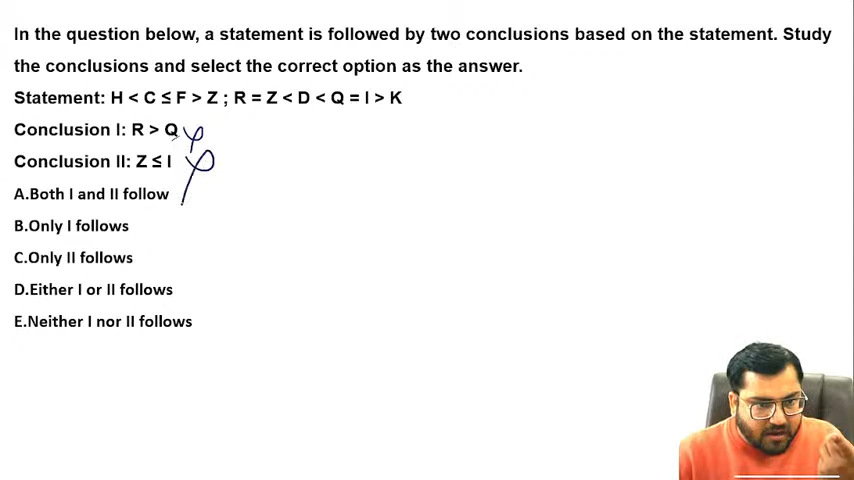 In the question below, a statement is followed by two conclusions based on the statement. Study
the conclusions and select the correct option as the answer.
Statement: H < C ≤ F > Z ; R = Z < D < Q = I > K
Conclusion I: R > Q
Conclusion II: Z ≤ I
A.Both I and II follow
B.Only I follows
C.Only II follows
D.Either I or II follows
E.Neither I nor II follows